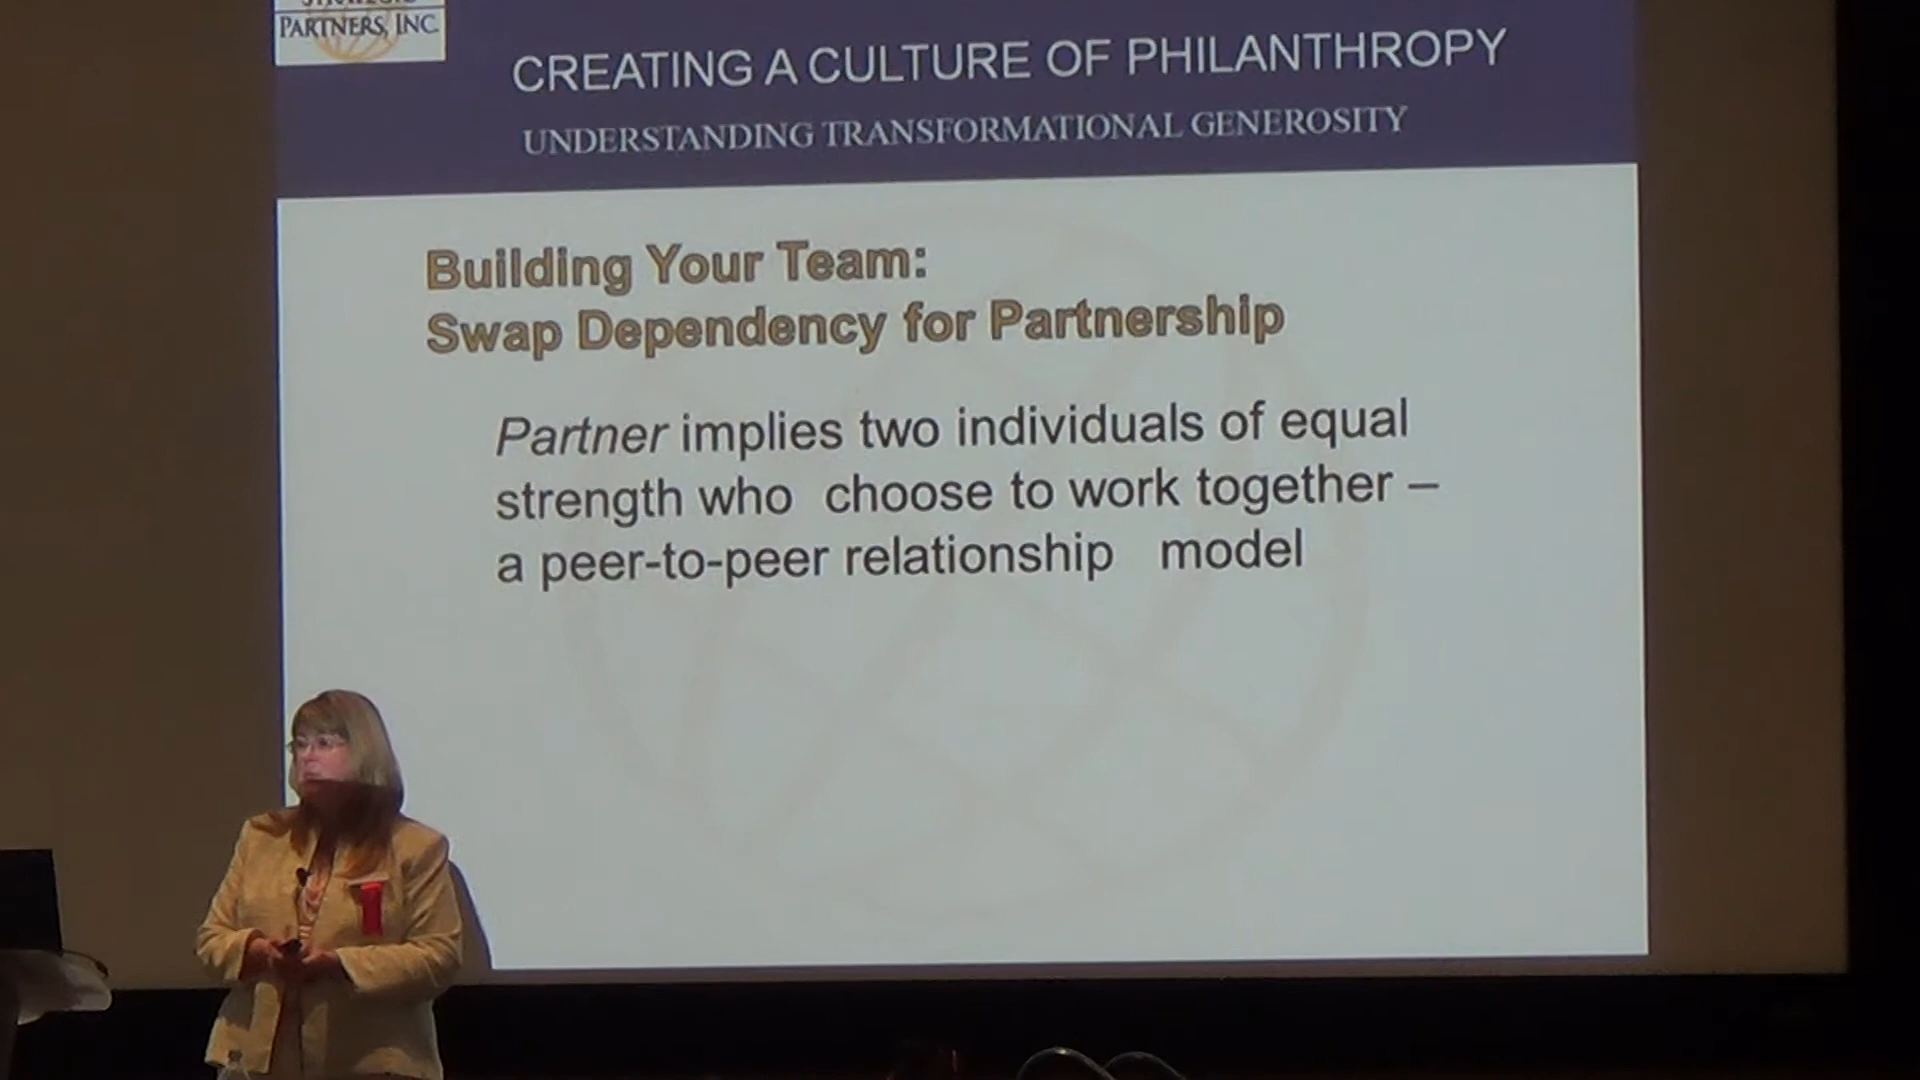 PARTNERS, INC.
CREATING A CULTURE OF PHILANTHROPY
UNDERSTANDING TRANSFORMATIONAL GENEROSITY
Building Your Team:
Swap Dependency for Partnership
Partner implies two individuals of equal
strength who choose to work together –
a peer-to-peer relationship model